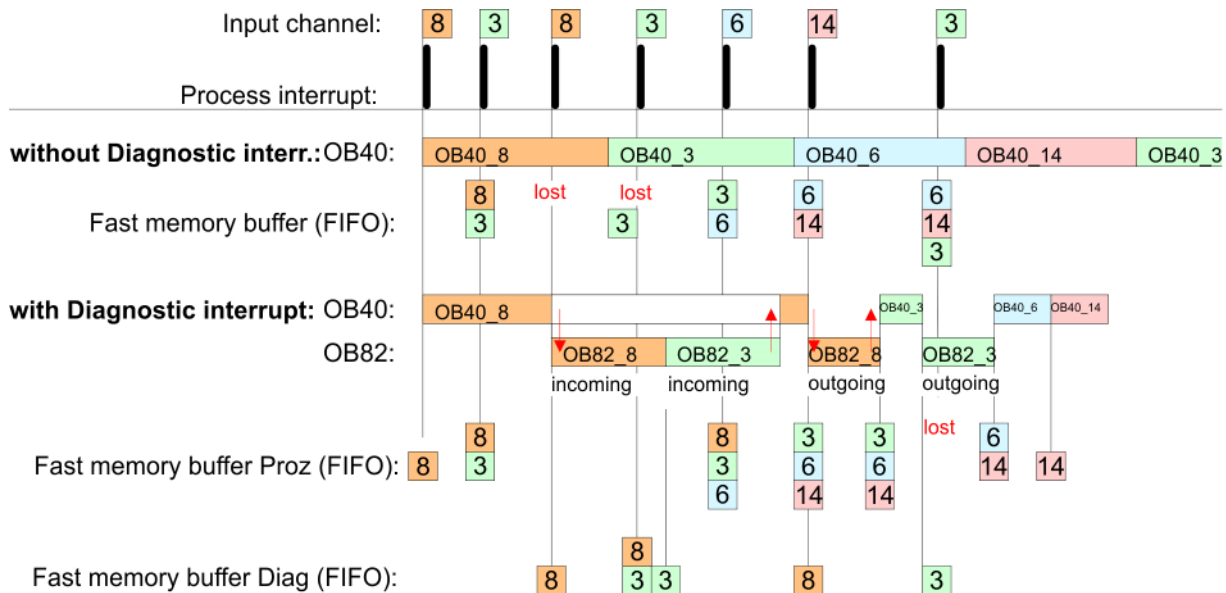 Input channel: 8 3 8 3 6 14 3
Process interrupt:
without Diagnostic interr.: OB40: OB40_8 OB40_3 OB40_6 OB40_14 OB40_3
8 lost lost 3 6 6
Fast memory buffer (FIFO): 3 3 6 14 14
3
with Diagnostic interrupt: OB40: OB40_8 OB40_3 OB40_6 OB40_14
OB82: OB82_8 OB82_3 OB82_8 OB82_3
incoming incoming outgoing outgoing
8 8 3 3 lost 6
Fast memory buffer Proz (FIFO): 8 3 3 6 6 14 14
6 14 14
8
Fast memory buffer Diag (FIFO): 8 3 3 8 3